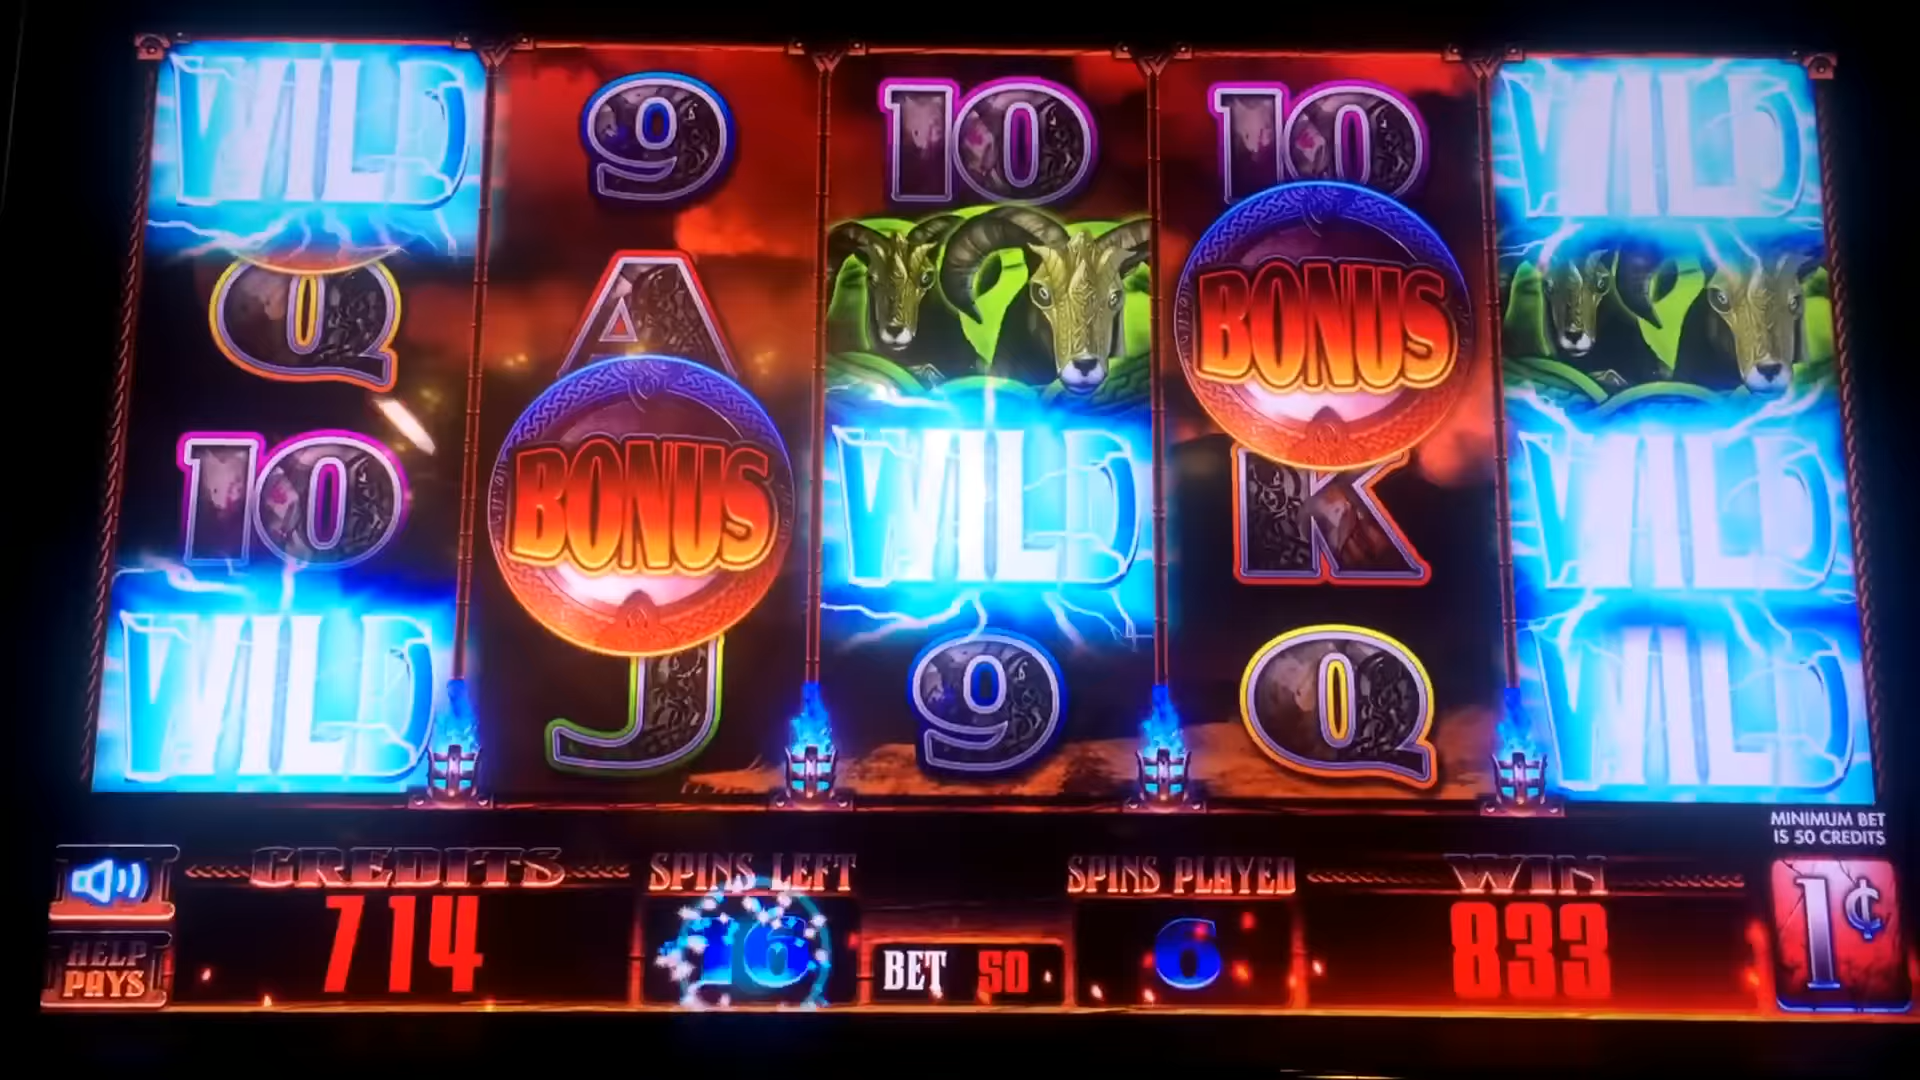 WILD 9 10 10 WILD
Q A BONUS
10 BONUS WILD K WILD
WILD J 9 Q WILD
MINIMUM BET
IS 50 CREDITS
CREDITS SPINS LEFT SPINS PLAYED WIN
714 16 BET 50 6 833 1¢
HELP
PAYS